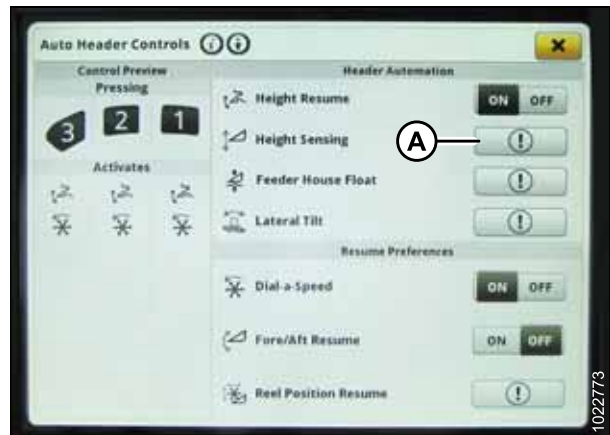 Auto Header Controls
Control Preview
Pressing
3 2 1
Activates
Header Automation
Height Resume ON OFF
Height Sensing
A
Feeder House Float
Lateral Tilt
Resume Preferences
Dial-a-Speed ON OFF
Fore/Aft Resume ON OFF
Reel Position Resume
1022773